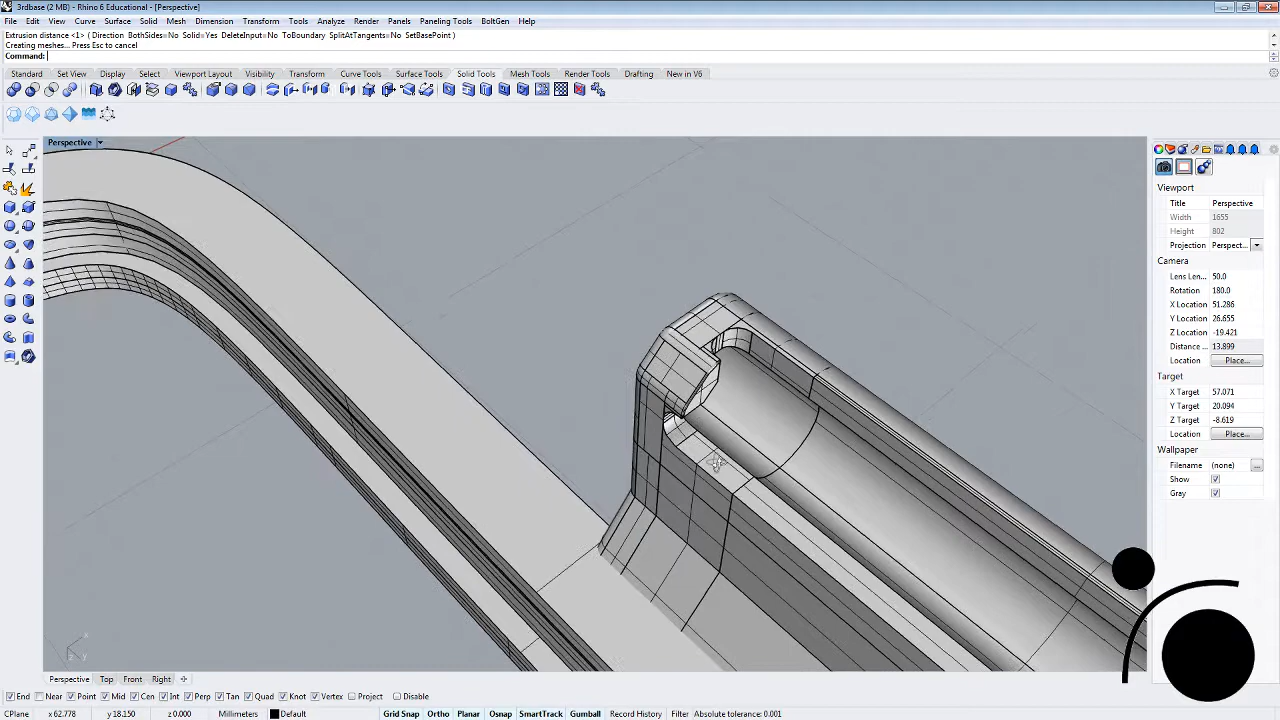 3rdbase (2 MB) - Rhino 6 Educational - [Perspective]
File Edit View Curve Surface Solid Mesh Dimension Transform Tools Analyze Render Panels Paneling Tools BoltGen Help
Extrusion distance <1> ( Direction BothSides=No Solid=Yes DeleteInput=No ToBoundary SplitAtTangents=No SetBasePoint )
Creating meshes... Press Esc to cancel
Command:
Standard Set View Display Select Viewport Layout Visibility Transform Curve Tools Surface Tools Solid Tools Mesh Tools Render Tools Drafting New in V6
Perspective
Viewport
Title Perspective
Width 1655
Height 802
Projection Perspect...
Camera
Lens Len... 50.0
Rotation 180.0
X Location 51.286
Y Location 26.655
Z Location -19.421
Distance ... 13.899
Location Place...
Target
X Target 57.071
Y Target 20.094
Z Target -8.619
Location Place...
Wallpaper
Filename (none) ...
Show
Gray
x
y
Perspective Top Front Right
End Near Point Mid Cen Int Perp Tan Quad Knot Vertex Project Disable
CPlane x 62.778 y 18.150 z 0.000 Millimeters Default Grid Snap Ortho Planar Osnap SmartTrack Gumball Record History Filter Absolute tolerance: 0.001